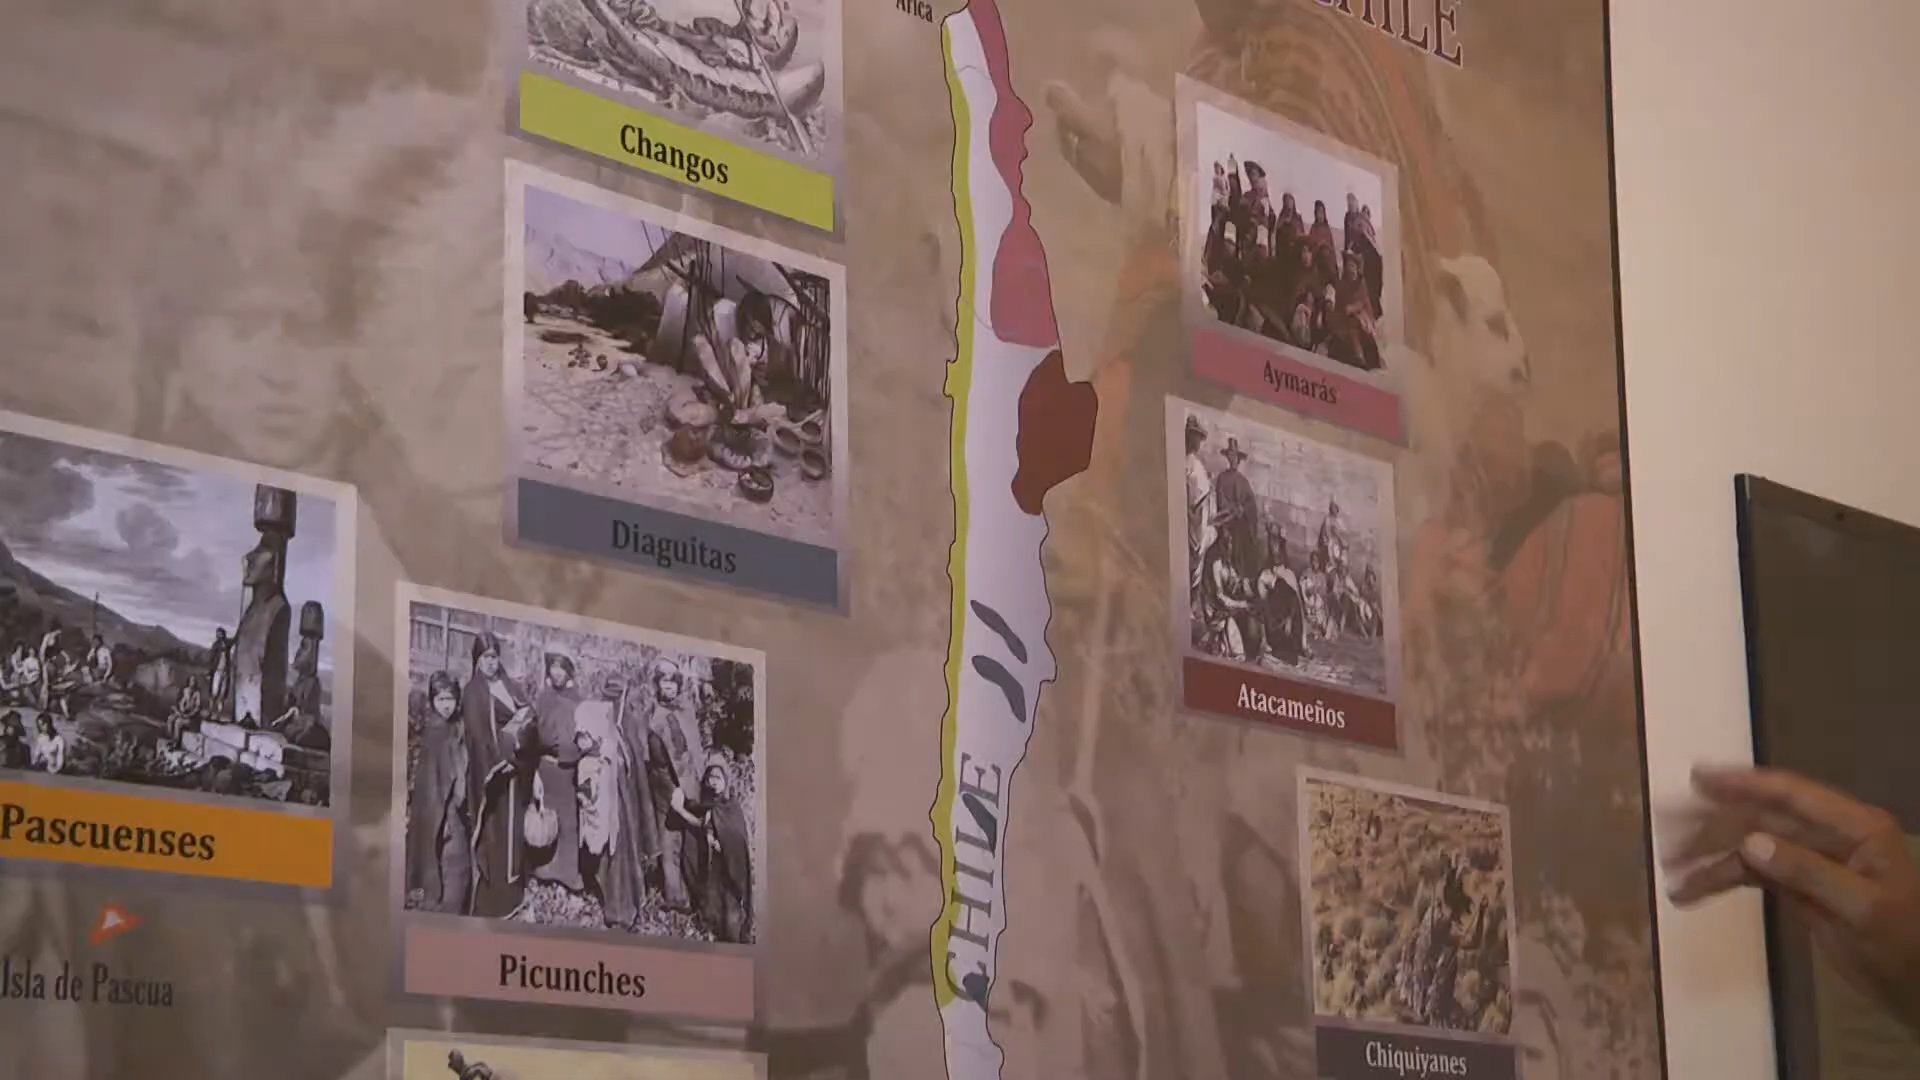 Arica
CHILE
Changos
Aymarás
Diaguitas
Atacameños
Pascuenses
CHILE
Picunches
Isla de Pascua
Chiquiyanes